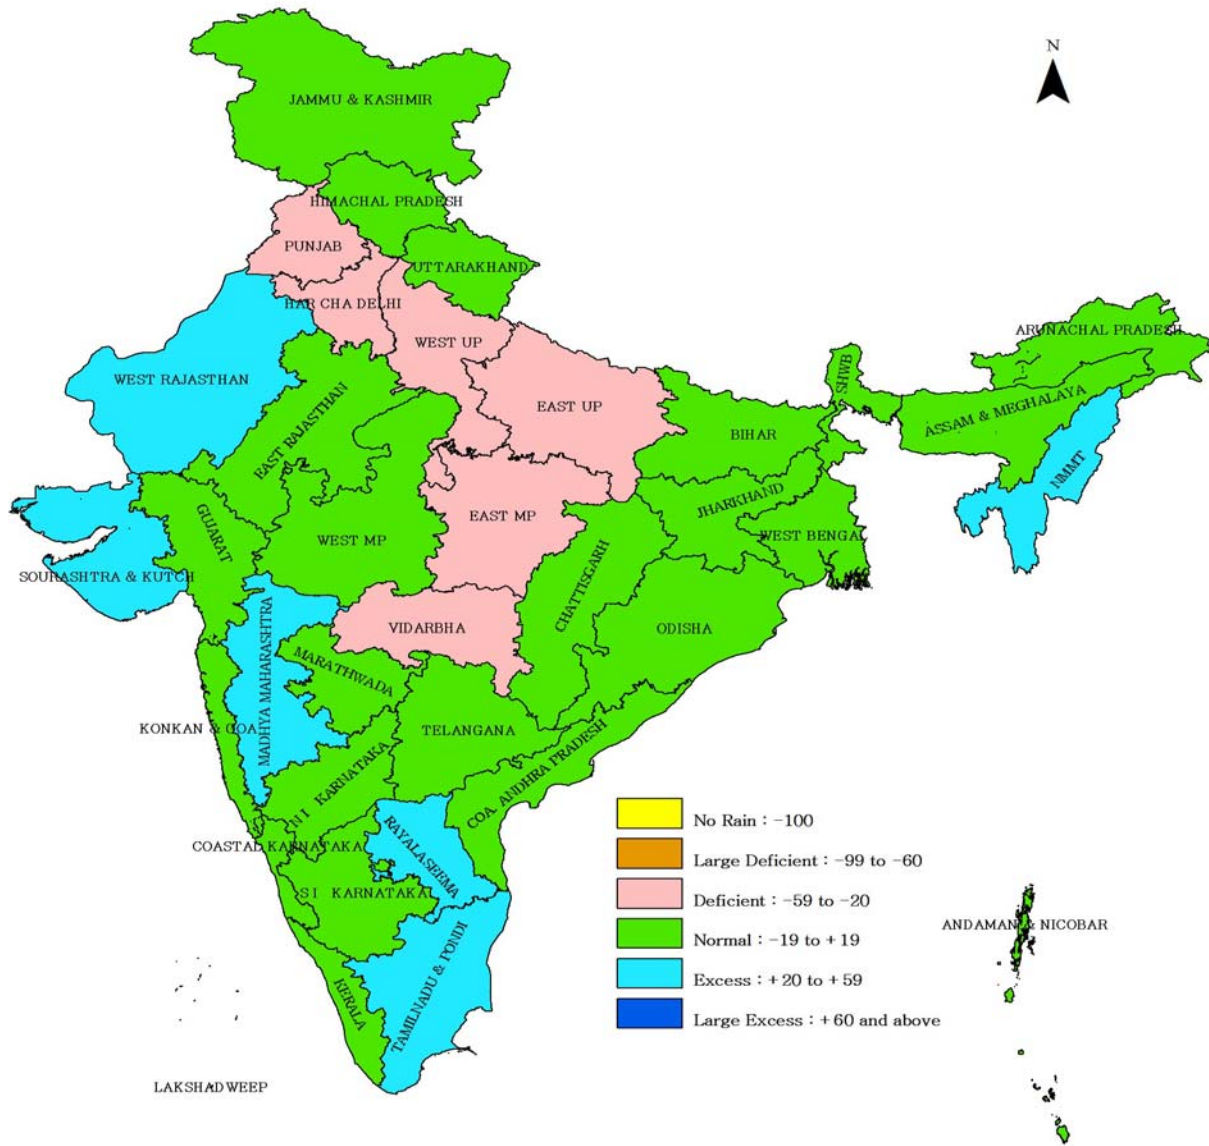 N
JAMMU & KASHMIR
HIMACHAL PRADESH
PUNJAB
UTTARAKHAND
HAR CHA DELHI
ARUNACHAL PRADESH
WEST UP
SHWB
WEST RAJASTHAN
EAST UP
ASSAM & MEGHALAYA
EAST RAJASTHAN
BIHAR
NMMT
JHARKHAND
EAST MP
GUJARAT
WEST MP
WEST BENGAL
SOURASHTRA & KUTCH
CHATTISGARH
VIDARBHA
ODISHA
MADHYA MAHARASHTRA
MARATHWADA
KONKAN & GOA
TELANGANA
COA. ANDHRA PRADESH
N I KARNATAKA
COASTAL KARNATAKA
RAYALASEEMA
S I KARNATAKA
KERALA
TAMILNADU & PONDI
LAKSHADWEEP
ANDAMAN & NICOBAR
No Rain : -100
Large Deficient : -99 to -60
Deficient : -59 to -20
Normal : -19 to +19
Excess : +20 to +59
Large Excess : +60 and above